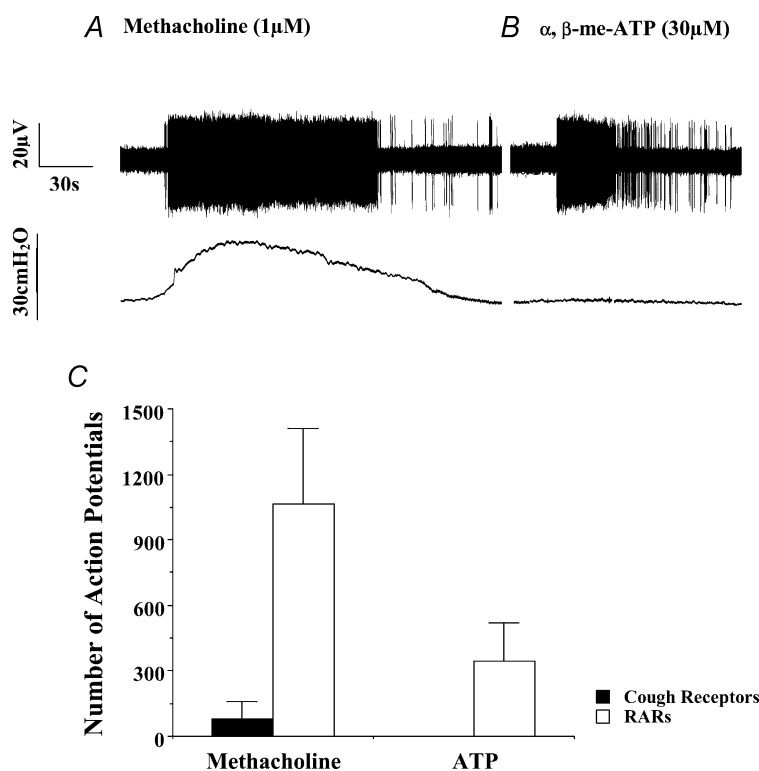 A Methacholine (1µM)
B α, β-me-ATP (30µM)
20µV
30s
30cmH₂O
C
Number of Action Potentials
1500
1200
900
600
300
0
Methacholine
ATP
Cough Receptors
RARs